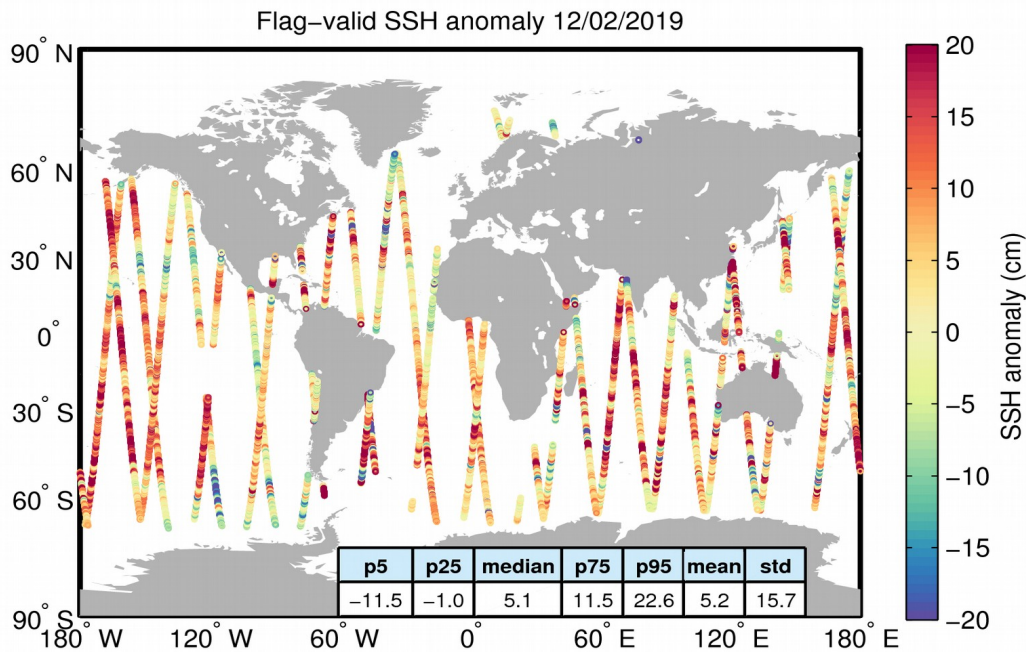 Flag−valid SSH anomaly 12/02/2019
90° N
60° N
30° N
0°
30° S
60° S
90° S
180° W
120° W
60° W
0°
60° E
120° E
180° E
p5 p25 median p75 p95 mean std
−11.5 −1.0 5.1 11.5 22.6 5.2 15.7
20
15
10
5
0
−5
−10
−15
−20
SSH anomaly (cm)